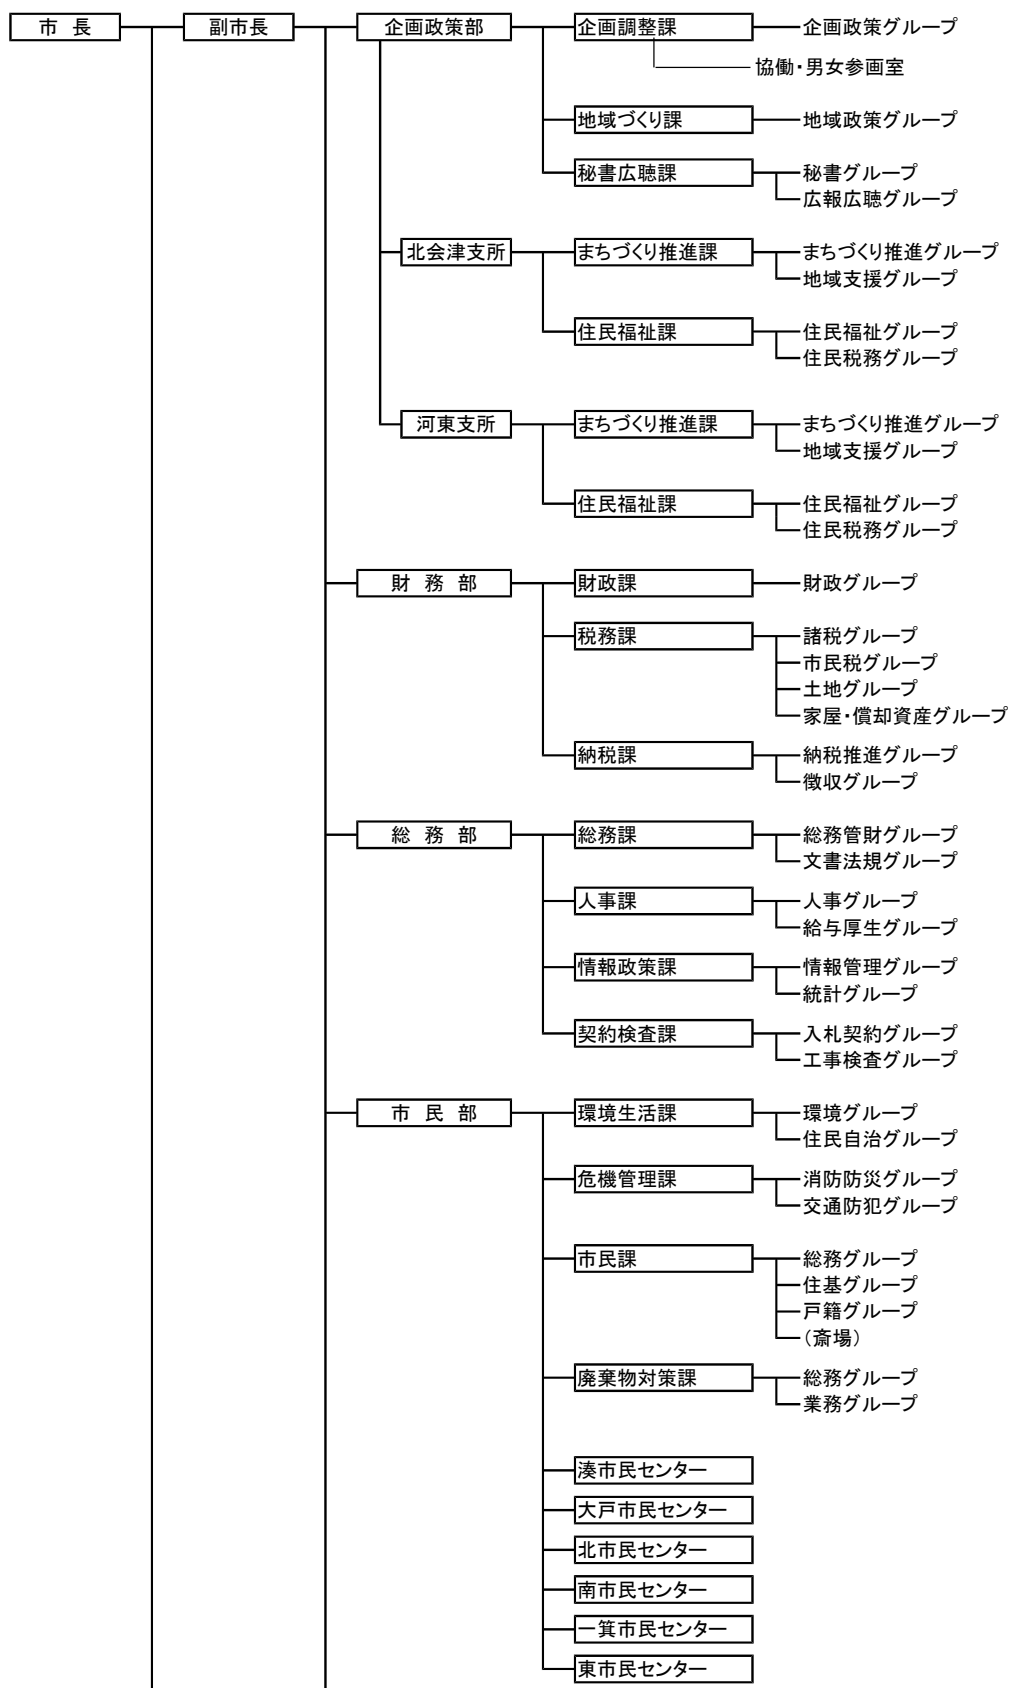 市 長 副市長 企画政策部 企画調整課 企画政策グループ
協働・男女参画室
地域づくり課 地域政策グループ
秘書広聴課 秘書グループ
広報広聴グループ
北会津支所 まちづくり推進課 まちづくり推進グループ
地域支援グループ
住民福祉課 住民福祉グループ
住民税務グループ
河東支所 まちづくり推進課 まちづくり推進グループ
地域支援グループ
住民福祉課 住民福祉グループ
住民税務グループ
財 務 部 財政課 財政グループ
税務課 諸税グループ
市民税グループ
土地グループ
家屋・償却資産グループ
納税課 納税推進グループ
徴収グループ
総 務 部 総務課 総務管財グループ
文書法規グループ
人事課 人事グループ
給与厚生グループ
情報政策課 情報管理グループ
統計グループ
契約検査課 入札契約グループ
工事検査グループ
市 民 部 環境生活課 環境グループ
住民自治グループ
危機管理課 消防防災グループ
交通防犯グループ
市民課 総務グループ
住基グループ
戸籍グループ
（斎場）
廃棄物対策課 総務グループ
業務グループ
湊市民センター
大戸市民センター
北市民センター
南市民センター
一箕市民センター
東市民センター